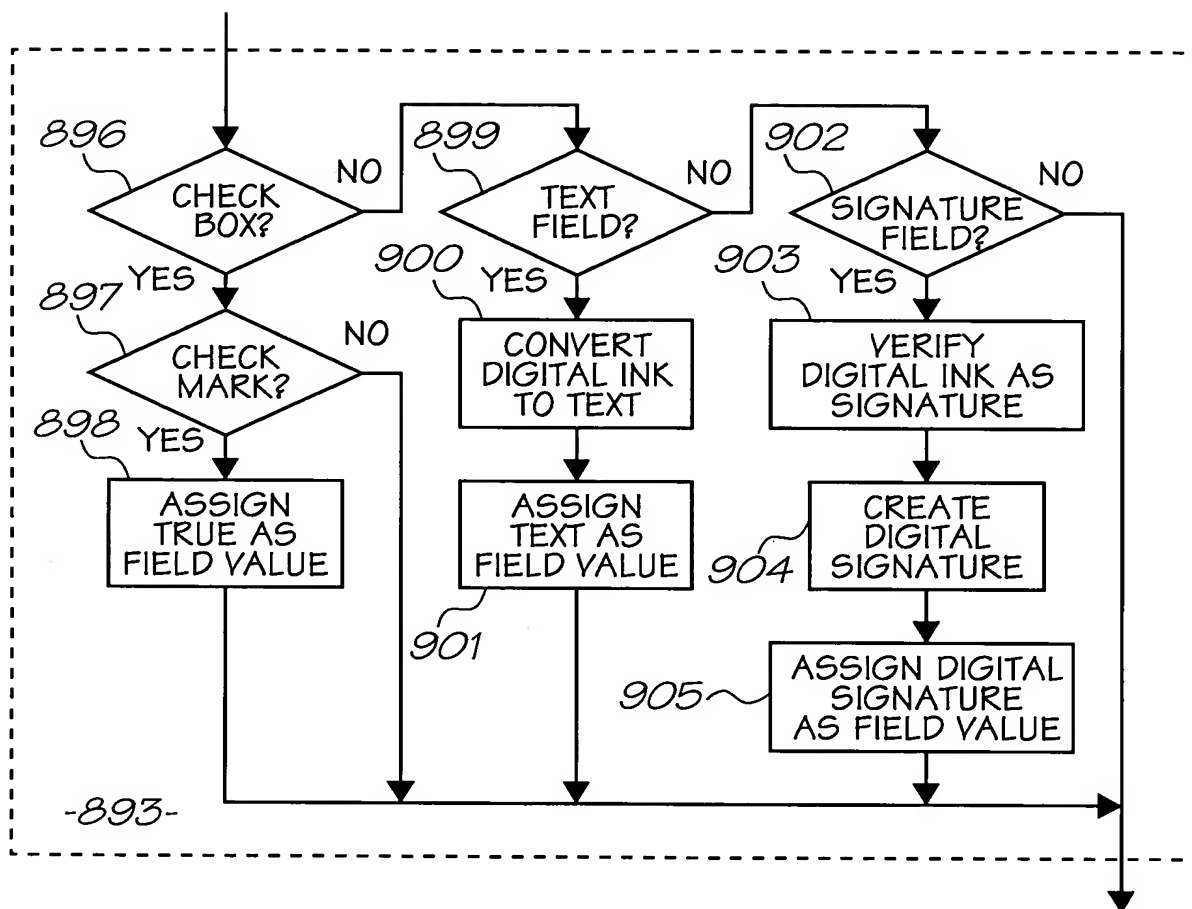 896
CHECK
BOX?
NO
YES
897
CHECK
MARK?
NO
YES
898
ASSIGN
TRUE AS
FIELD VALUE
899
TEXT
FIELD?
NO
YES
900
CONVERT
DIGITAL INK
TO TEXT
ASSIGN
TEXT AS
FIELD VALUE
901
902
SIGNATURE
FIELD?
NO
YES
903
VERIFY
DIGITAL INK AS
SIGNATURE
CREATE
DIGITAL
SIGNATURE
904
ASSIGN DIGITAL
SIGNATURE
AS FIELD VALUE
905
-893-